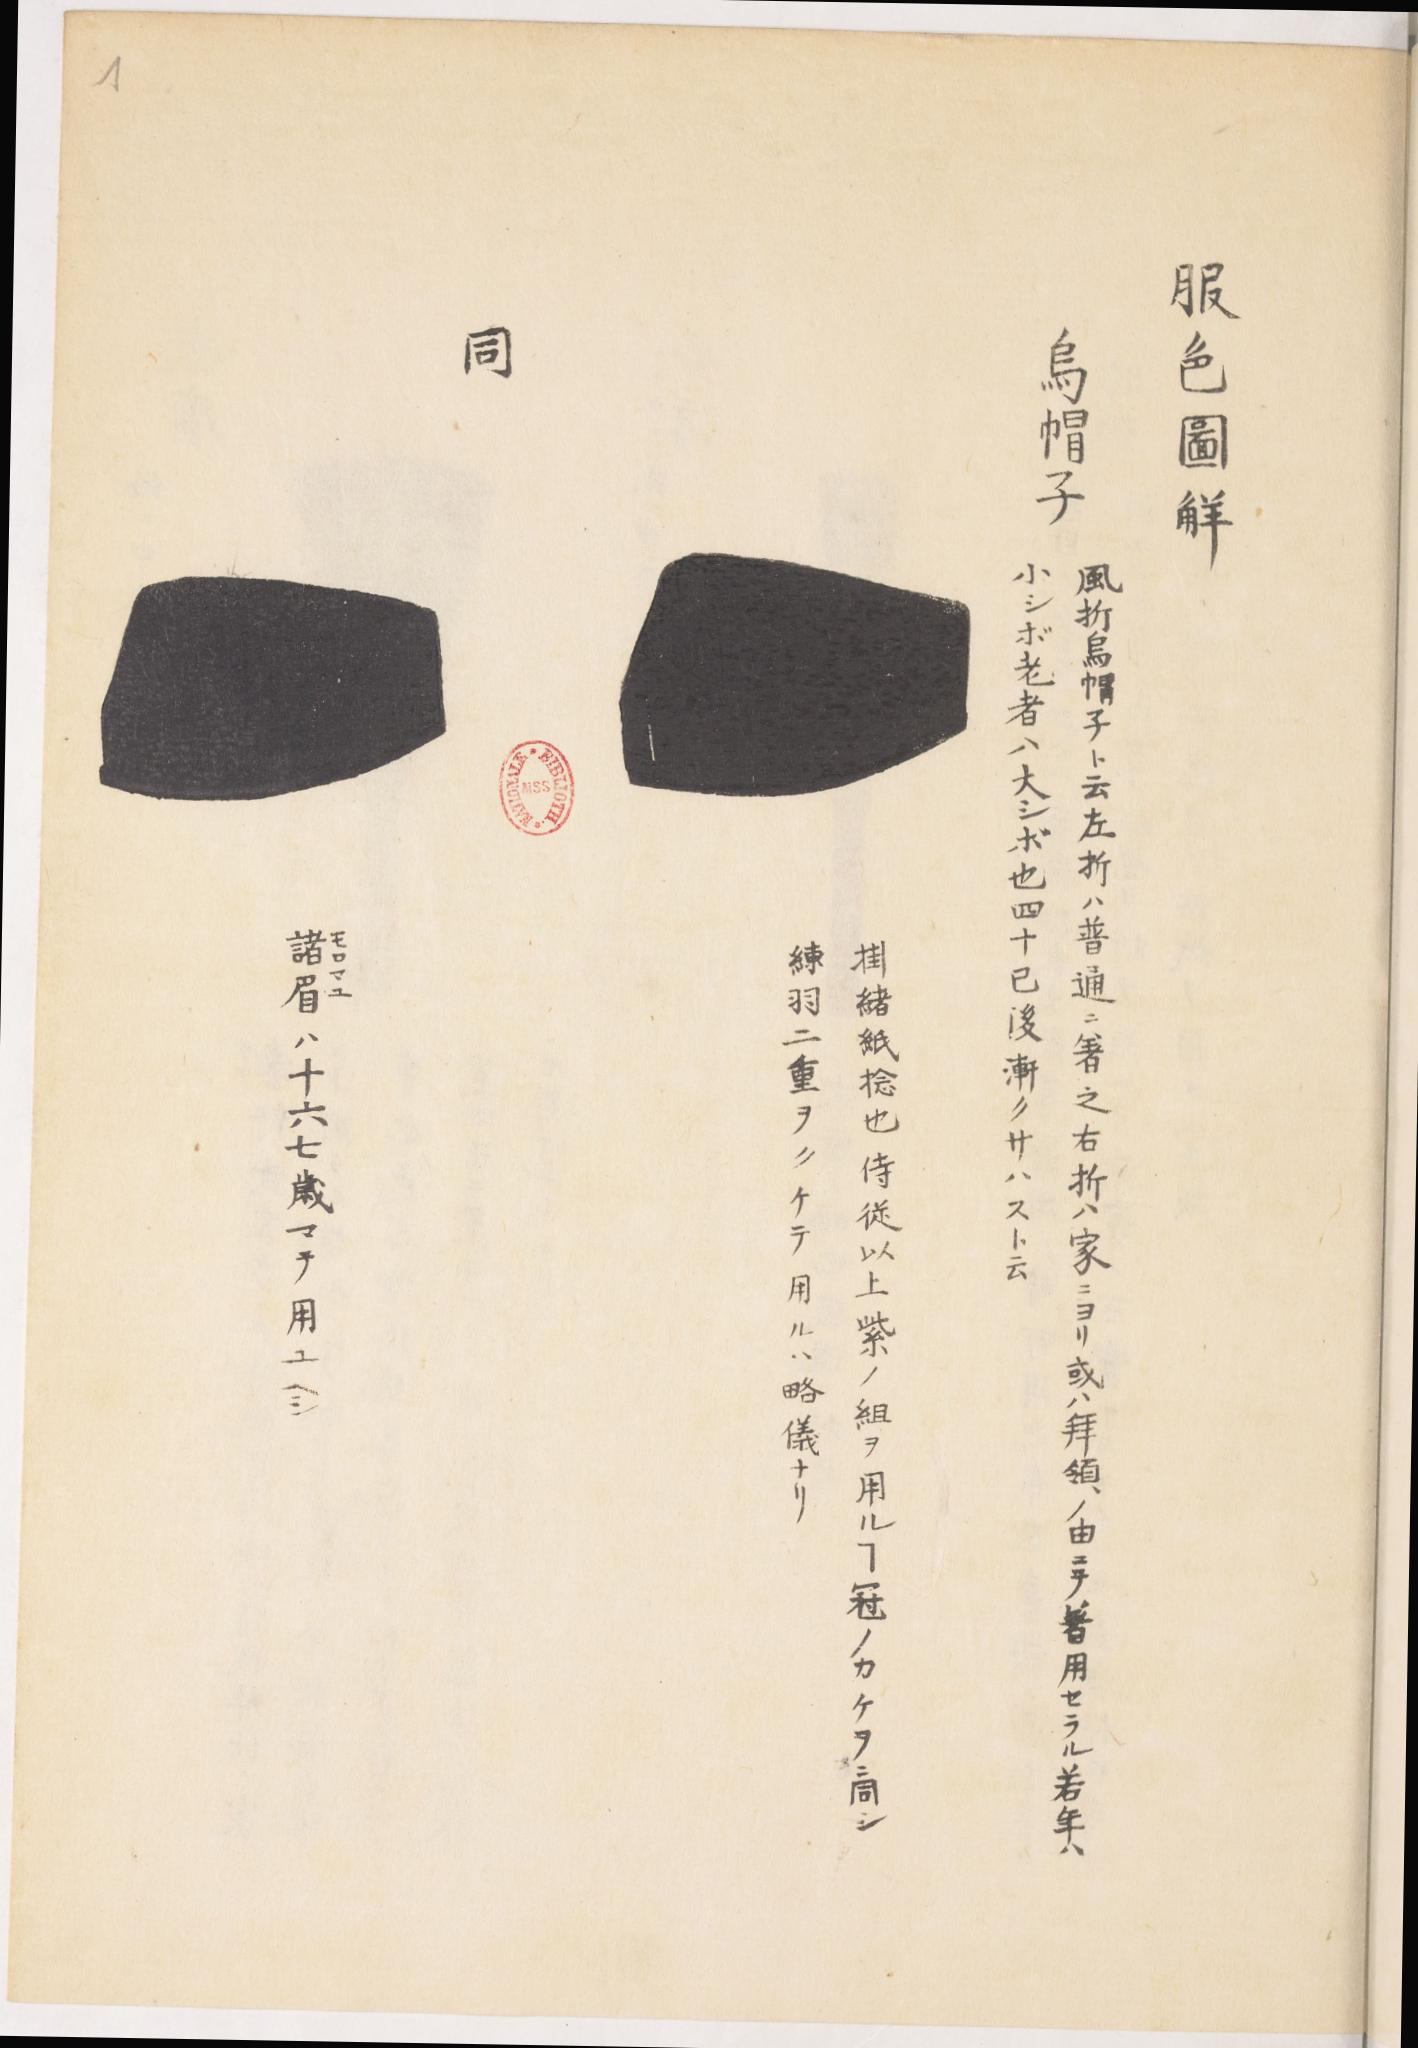 服色圖解
烏帽子
風折烏帽子ト云左折ハ普通ニ著之右折ハ家ニヨリ或ハ拜領ノ由ニテ著用セラル若年ハ
小シボ老者ハ大シボ也四十已後漸クサハスト云
掛緒紙捻也侍従以上紫ノ組ヲ用ルヿ冠ノカケヲニ同シ
練羽二重ヲクケテ用ルハ略儀ナリ
同
諸眉ハ十六七歳マテ用ユヘシ
モロマユ
BIBLIOTH. NATIONALE
MSS
1